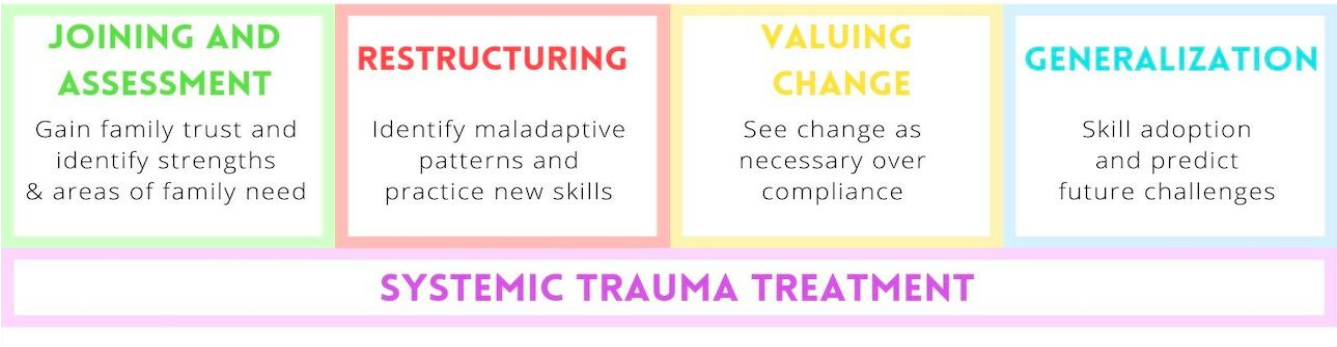 JOINING AND
ASSESSMENT
Gain family trust and
identify strengths
& areas of family need
RESTRUCTURING
Identify maladaptive
patterns and
practice new skills
VALUING
CHANGE
See change as
necessary over
compliance
GENERALIZATION
Skill adoption
and predict
future challenges
SYSTEMIC TRAUMA TREATMENT